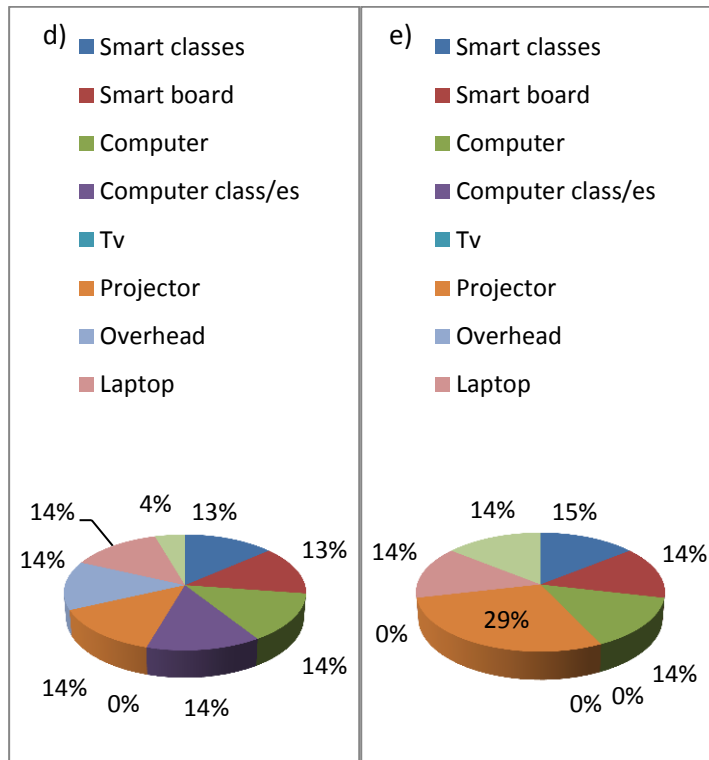 d)
Smart classes
Smart board
Computer
Computer class/es
Tv
Projector
Overhead
Laptop
4%
13%
14%
13%
14%
14%
14%
0%
14%
e)
Smart classes
Smart board
Computer
Computer class/es
Tv
Projector
Overhead
Laptop
14%
15%
14%
14%
29%
0%
14%
0%
0%